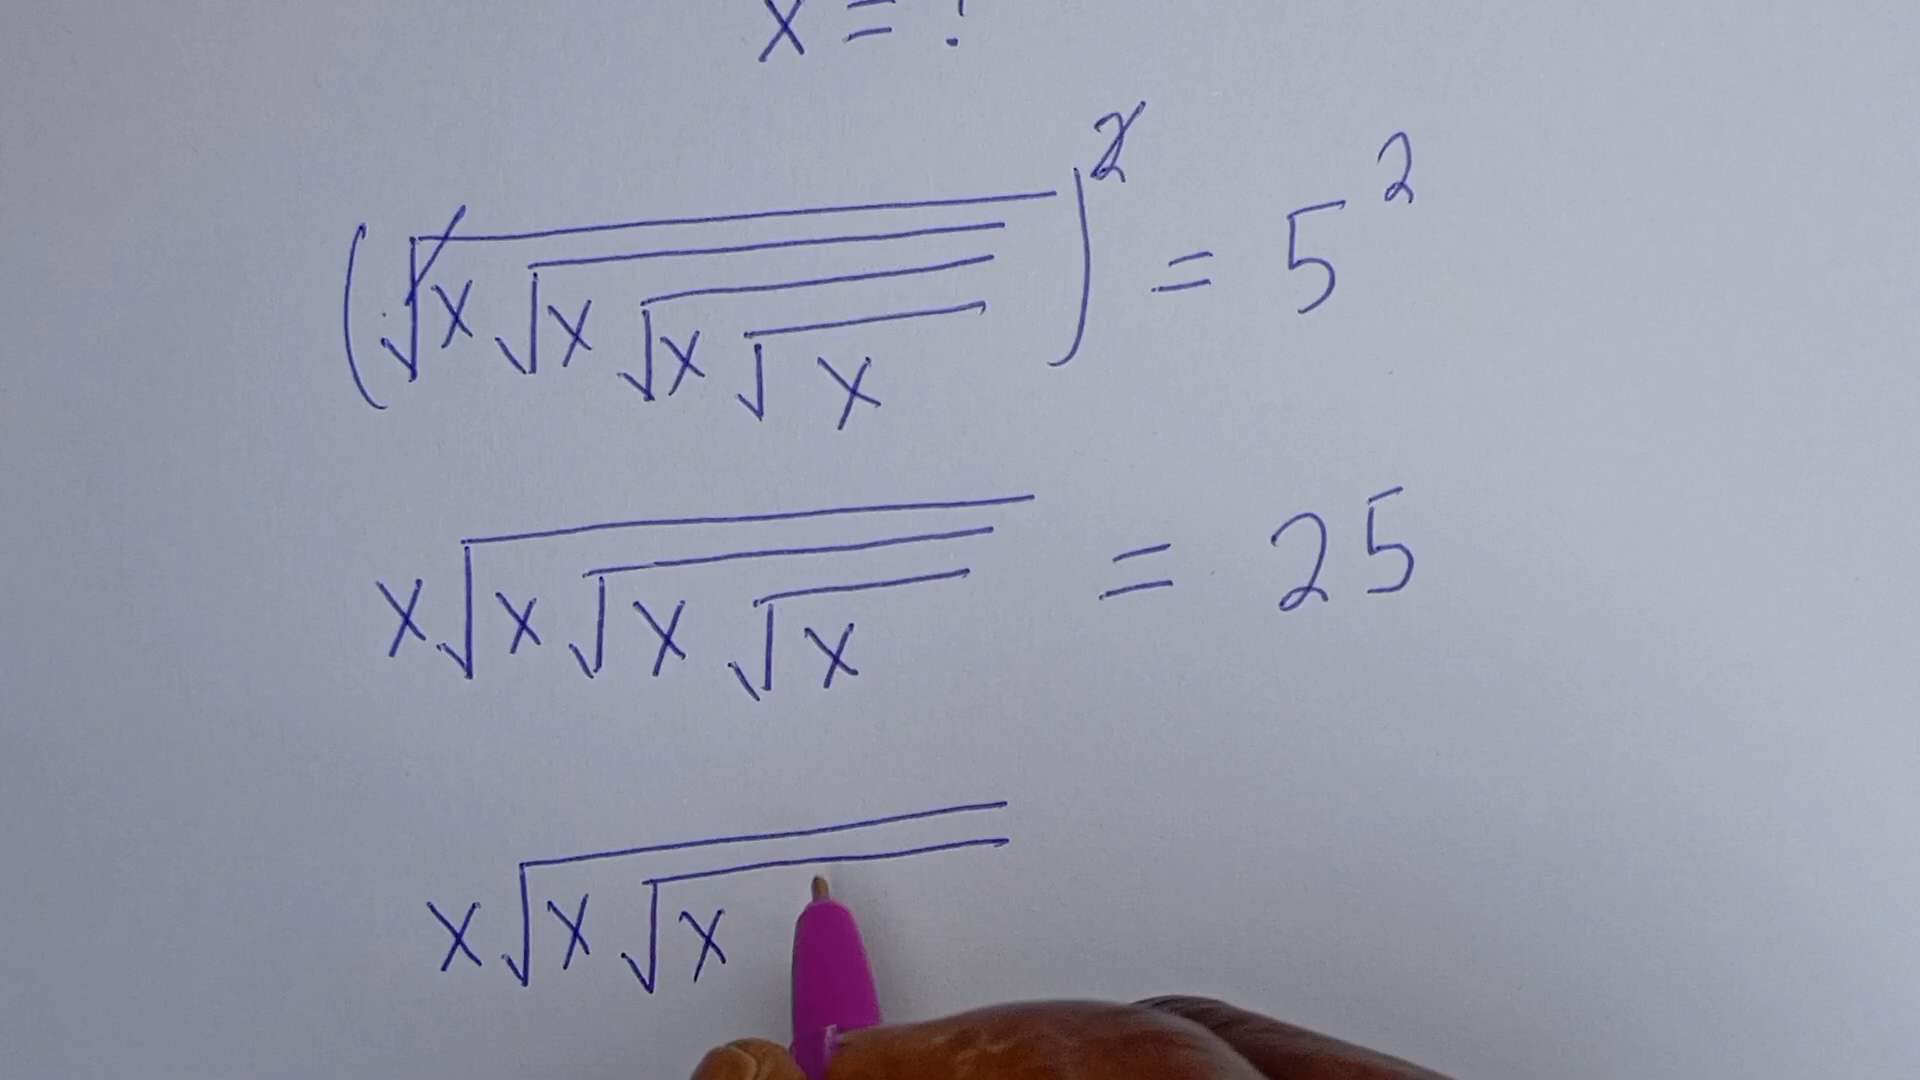 x = ?
(√x√x√x√x)² = 5²
x√x√x√x = 25
x√x√x